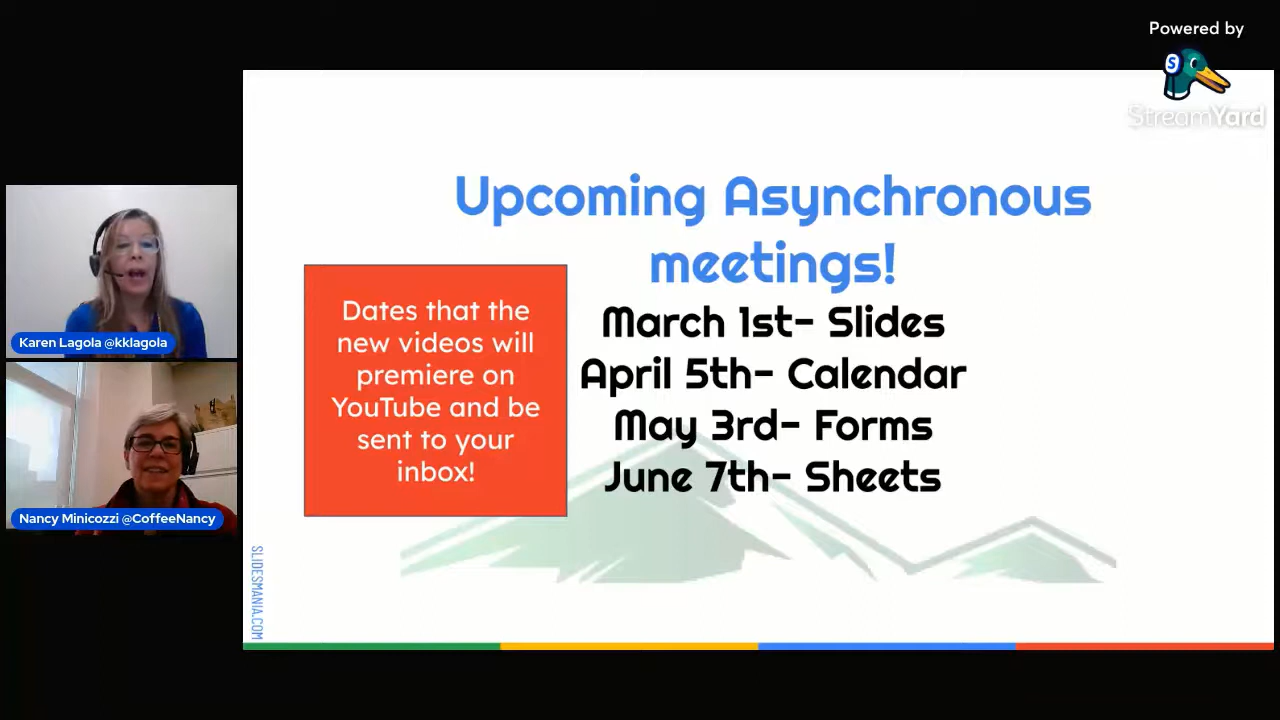 Powered by
StreamYard
Upcoming Asynchronous
meetings!
Dates that the
new videos will
premiere on
YouTube and be
sent to your
inbox!
March 1st- Slides
April 5th- Calendar
May 3rd- Forms
June 7th- Sheets
Karen Lagola @kklagola
Nancy Minicozzi @CoffeeNancy
SLIDESMANIA.COM